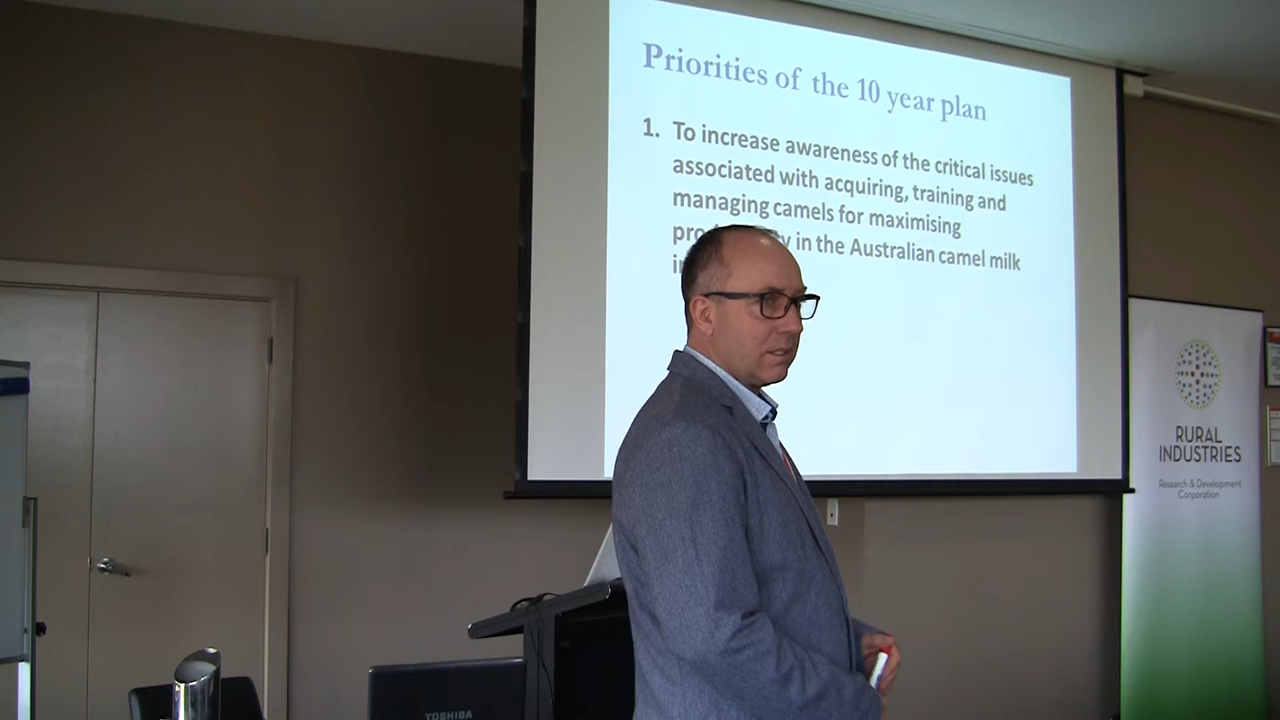 Priorities of the 10 year plan
1. To increase awareness of the critical issues
associated with acquiring, training and
managing camels for maximising
in the Australian camel milk
RURAL
INDUSTRIES
Research & Development
Corporation
TOSHIBA